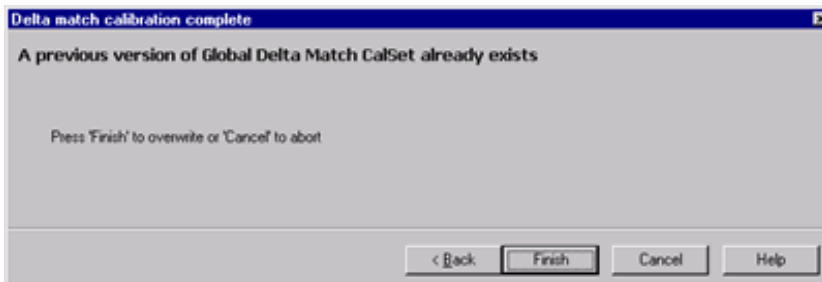 Delta match calibration complete
A previous version of Global Delta Match CalSet already exists
Press 'Finish' to overwrite or 'Cancel' to abort
< Back Finish Cancel Help